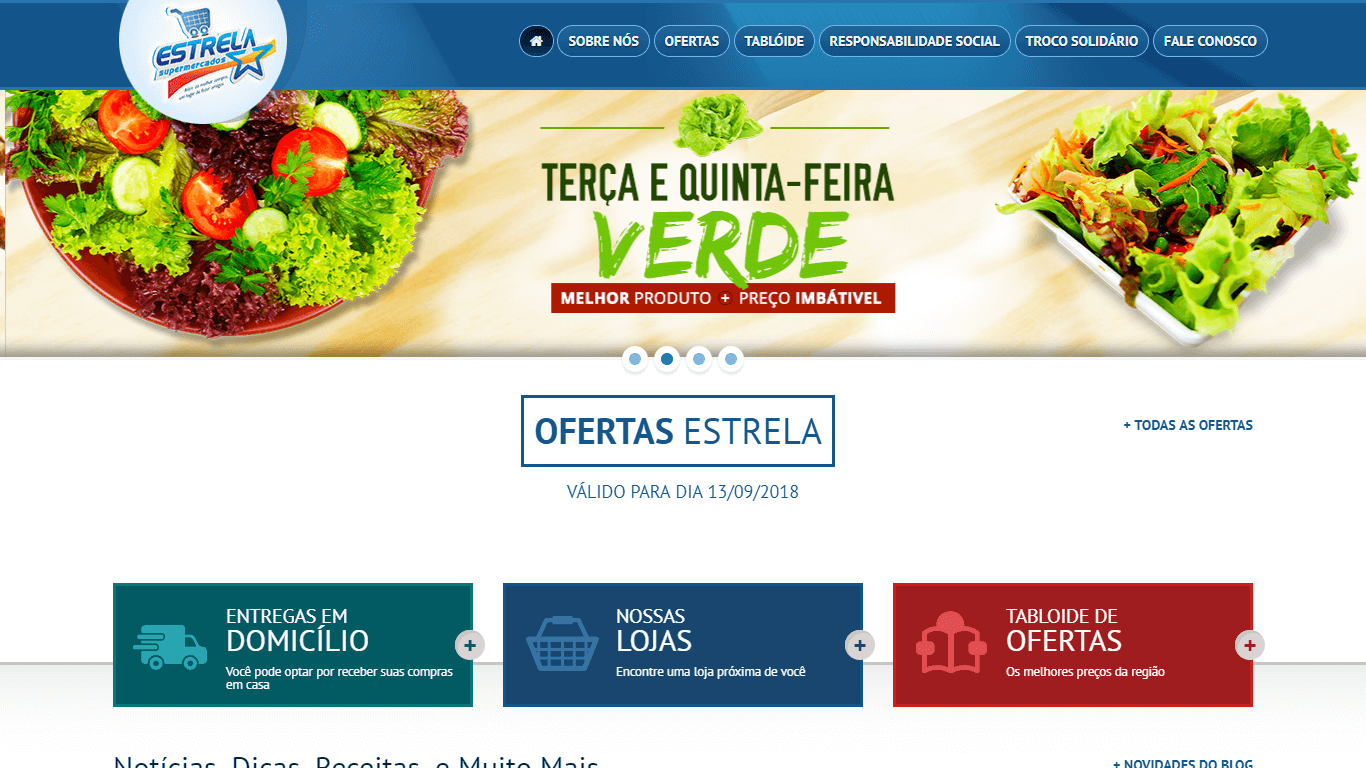 ESTRELA
supermercados
SOBRE NÓS
OFERTAS
TABLÓIDE
RESPONSABILIDADE SOCIAL
TROCO SOLIDÁRIO
FALE CONOSCO
TERÇA E QUINTA-FEIRA
VERDE
MELHOR PRODUTO + PREÇO IMBÁTIVEL
OFERTAS ESTRELA
+ TODAS AS OFERTAS
VÁLIDO PARA DIA 13/09/2018
ENTREGAS EM
DOMICÍLIO
Você pode optar por receber suas compras
em casa
+
NOSSAS
LOJAS
Encontre uma loja próxima de você
+
TABLOIDE DE
OFERTAS
Os melhores preços da região
+
Notícias, Dicas, Receitas, e Muito Mais
+ NOVIDADES DO BLOG